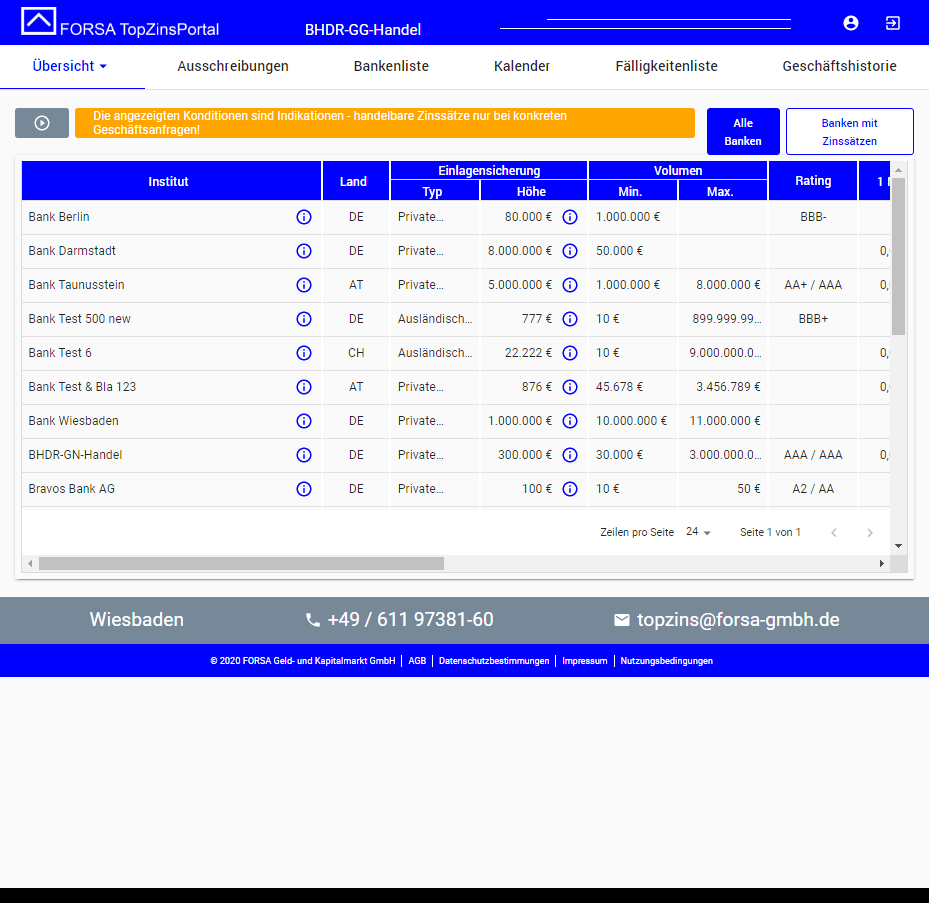 FORSA TopZinsPortal BHDR-GG-Handel
Übersicht Ausschreibungen Bankenliste Kalender Fälligkeitenliste Geschäftshistorie
Die angezeigten Konditionen sind Indikationen - handelbare Zinssätze nur bei konkreten
Geschäftsanfragen!
Alle
Banken
Banken mit
Zinssätzen
Institut Land Einlagensicherung Volumen Rating 1
Typ Höhe Min. Max.
Bank Berlin DE Private... 80.000 € 1.000.000 € BBB-
Bank Darmstadt DE Private... 8.000.000 € 50.000 € 0,
Bank Taunusstein AT Private... 5.000.000 € 1.000.000 € 8.000.000 € AA+ / AAA 0,
Bank Test 500 new DE Ausländisch... 777 € 10 € 899.999.99... BBB+
Bank Test 6 CH Ausländisch... 22.222 € 10 € 9.000.000.0... 0,
Bank Test & Bla 123 AT Private... 876 € 45.678 € 3.456.789 € 0,
Bank Wiesbaden DE Private... 1.000.000 € 10.000.000 € 11.000.000 €
BHDR-GN-Handel DE Private... 300.000 € 30.000 € 3.000.000.0... AAA / AAA 0,
Bravos Bank AG DE Private... 100 € 10 € 50 € A2 / AA
Zeilen pro Seite 24 Seite 1 von 1
Wiesbaden +49 / 611 97381-60 topzins@forsa-gmbh.de
© 2020 FORSA Geld- und Kapitalmarkt GmbH | AGB | Datenschutzbestimmungen | Impressum | Nutzungsbedingungen